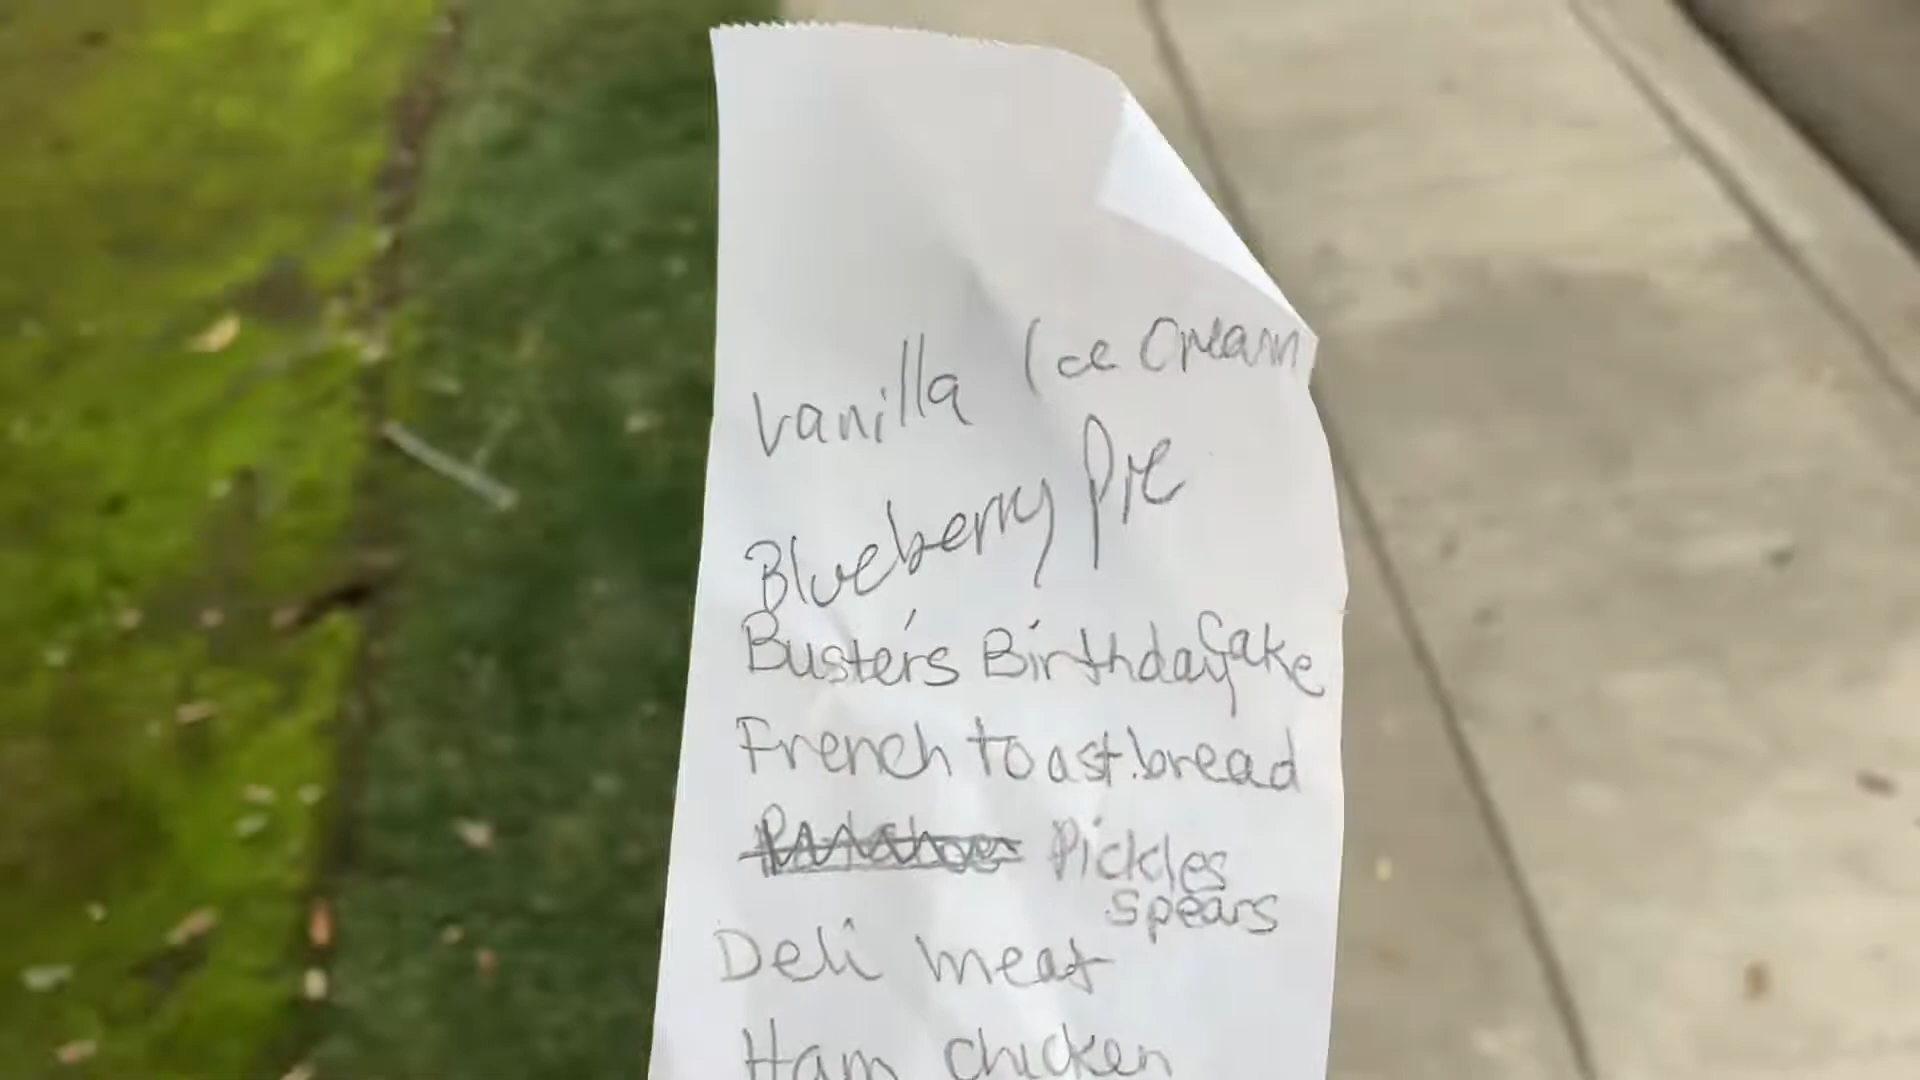 Vanilla Ice Cream
Blueberry Pie
Buster's Birthday Cake
French toast bread
Pickles
Spears
Deli meat
Ham chicken